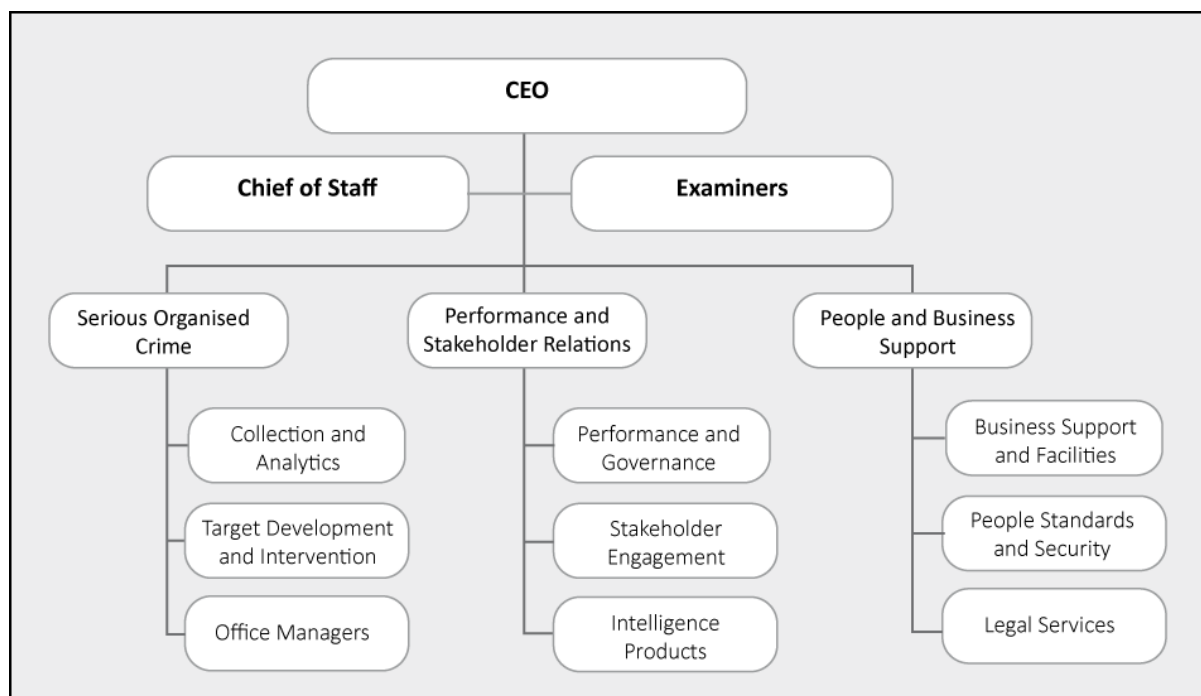 CEO
Chief of Staff
Examiners
Serious Organised
Crime
Performance and
Stakeholder Relations
People and Business
Support
Collection and
Analytics
Target Development
and Intervention
Office Managers
Performance and
Governance
Stakeholder
Engagement
Intelligence
Products
Business Support
and Facilities
People Standards
and Security
Legal Services